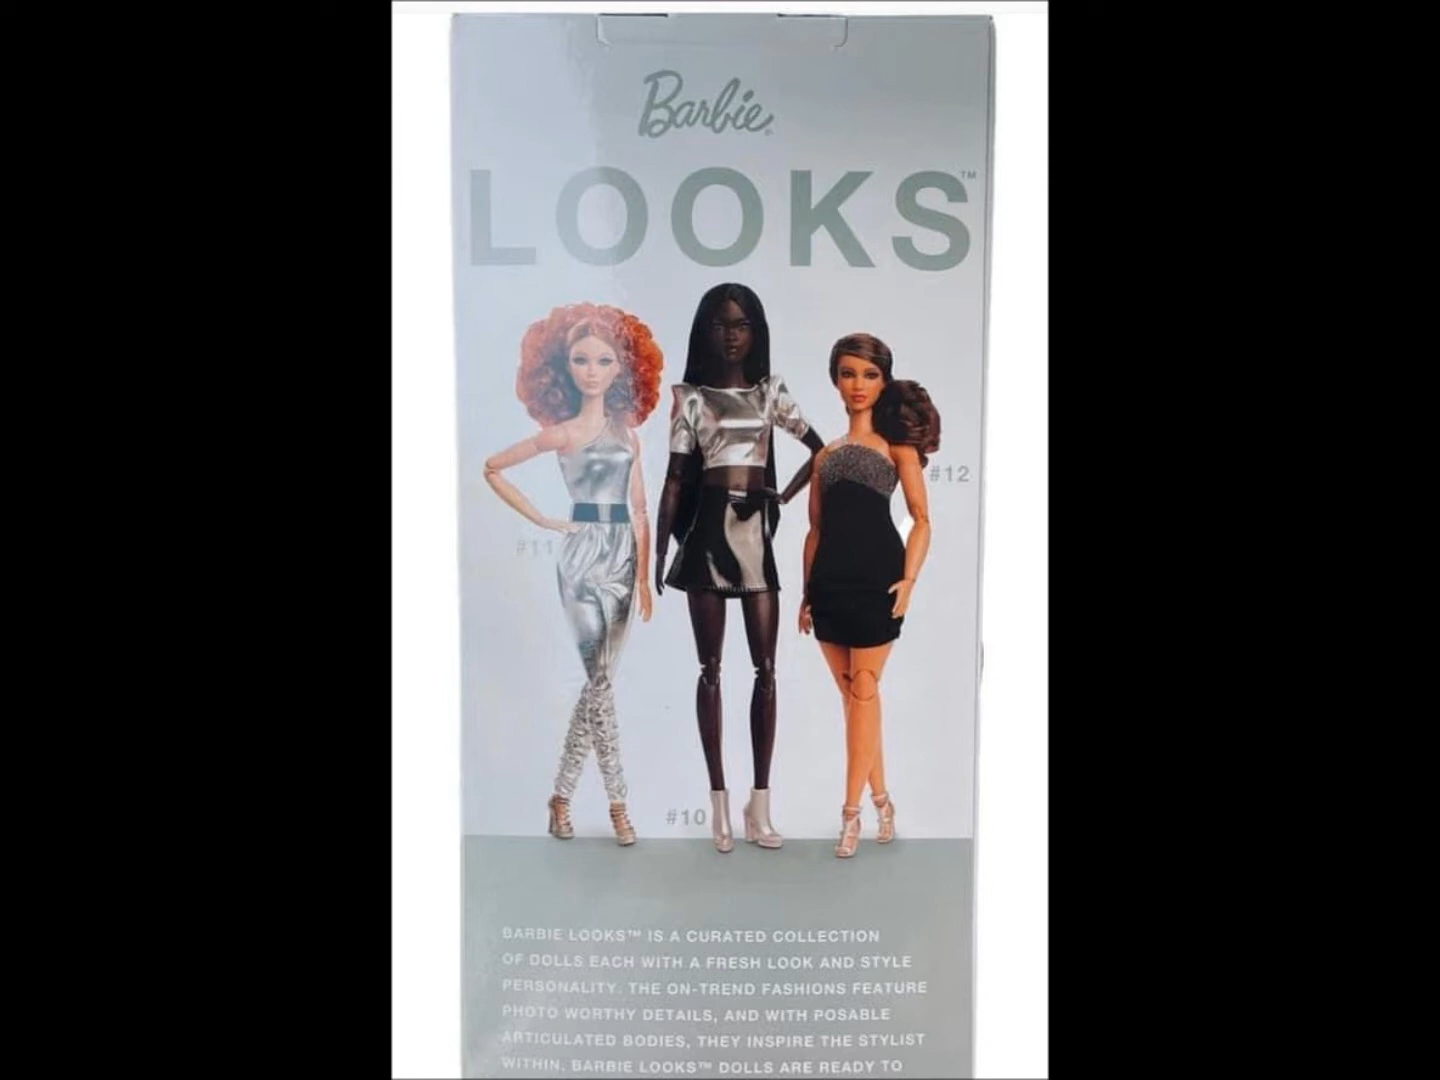 Barbie®
LOOKS™
#12
#11
#10
BARBIE LOOKS™ IS A CURATED COLLECTION
OF DOLLS EACH WITH A FRESH LOOK AND STYLE
PERSONALITY. THE ON-TREND FASHIONS FEATURE
PHOTO WORTHY DETAILS, AND WITH POSABLE
ARTICULATED BODIES, THEY INSPIRE THE STYLIST
WITHIN. BARBIE LOOKS™ DOLLS ARE READY TO